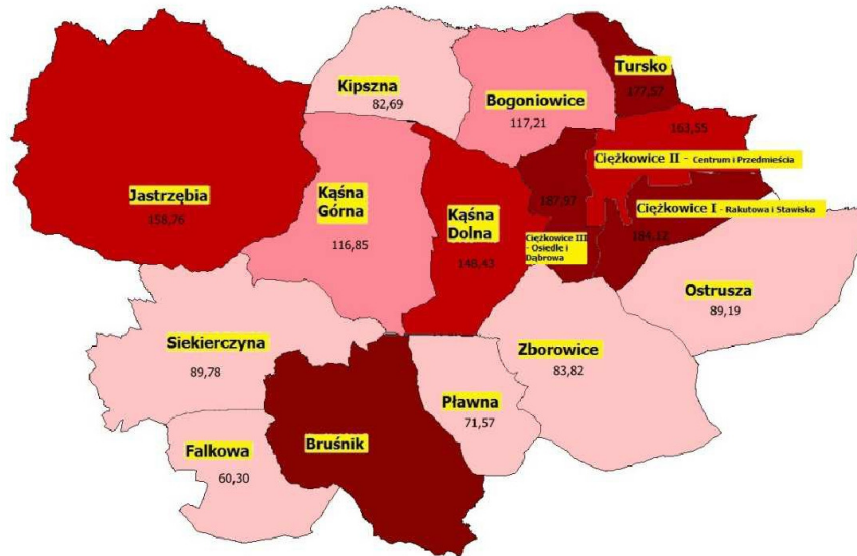 Kipszna
82,69
Bogoniowice
117,21
Tursko
177,57
163,55
Ciężkowice II - Centrum i Przedmieścia
Jastrzębia
158,76
Kąśna
Górna
116,85
Kąśna
Dolna
148,43
187,97
Ciężkowice III
- Osiedle i
Dąbrowa
Ciężkowice I - Rakutowa i Stawiska
184,12
Ostrusza
89,19
Siekierczyna
89,78
Zborowice
83,82
Pławna
71,57
Falkowa
60,30
Bruśnik